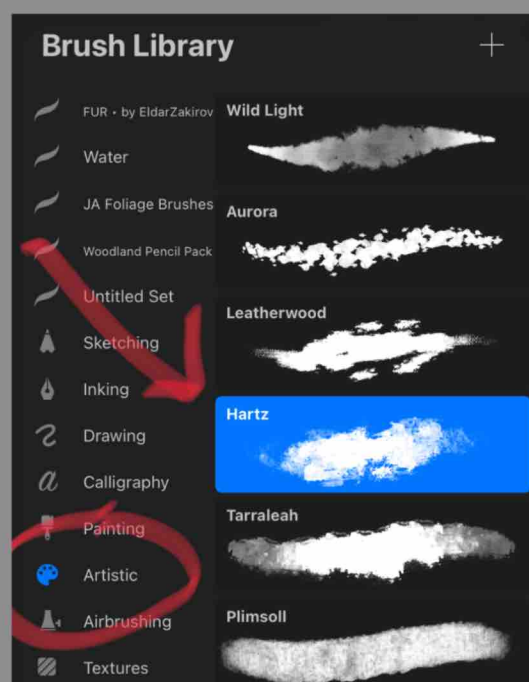 Brush Library
FUR • by EldarZakirov
Water
JA Foliage Brushes
Woodland Pencil Pack
Untitled Set
Sketching
Inking
Drawing
Calligraphy
Painting
Artistic
Airbrushing
Textures
Wild Light
Aurora
Leatherwood
Hartz
Tarraleah
Plimsoll